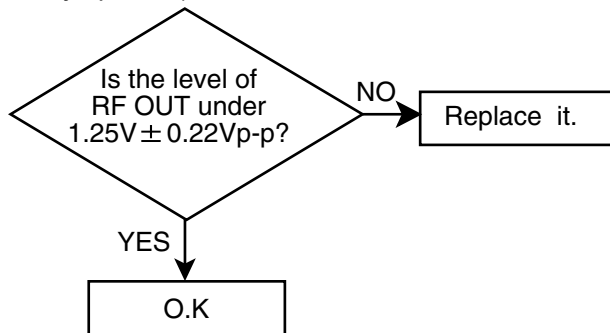 Is the level of
RF OUT under
1.25V ± 0.22Vp-p?
NO
Replace it.
YES
O.K